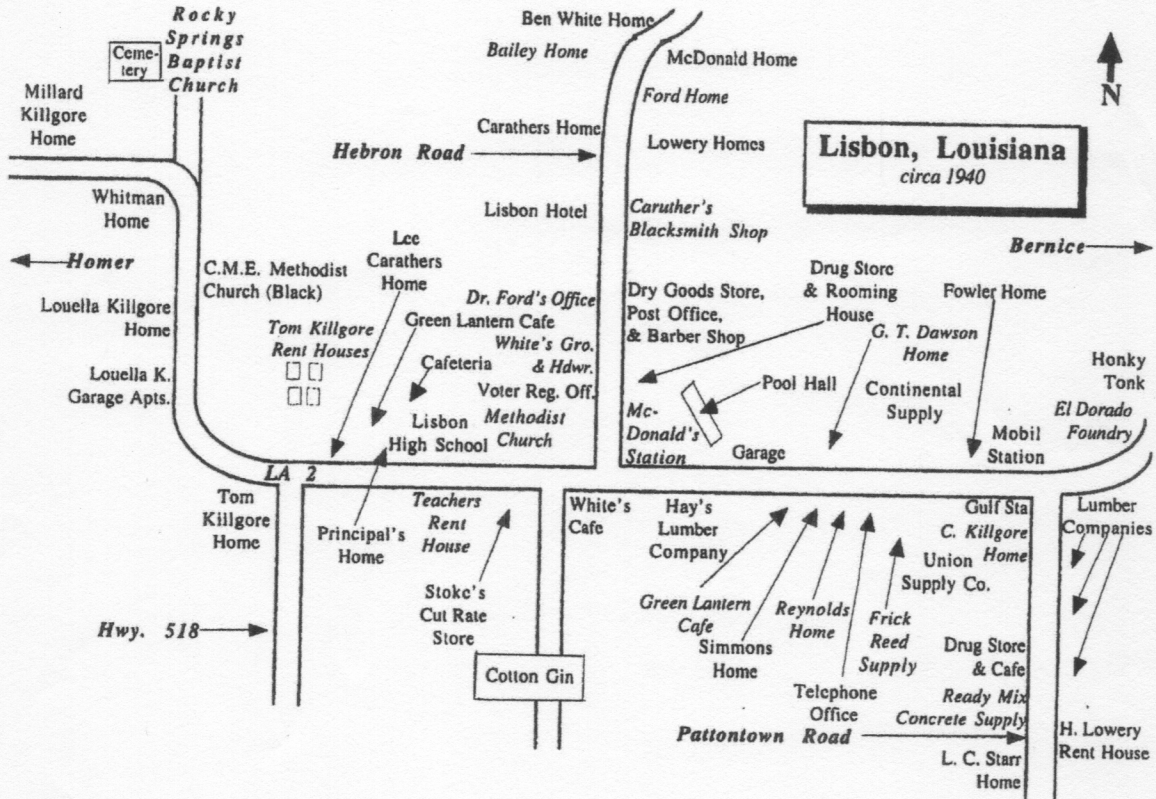 Rocky
Springs
Baptist
Church
Ceme-
tery
Millard
Killgore
Home
Ben White Home
Bailey Home
McDonald Home
Ford Home
N
Carathers Home
Hebron Road
Lowery Homes
Lisbon, Louisiana
circa 1940
Whitman
Home
Lisbon Hotel
Caruther's
Blacksmith Shop
Homer
Bernice
Lee
Carathers
Home
C.M.E. Methodist
Church (Black)
Dr. Ford's Office
Dry Goods Store,
Post Office,
& Barber Shop
Drug Store
& Rooming
House
Fowler Home
Louella Killgore
Home
Tom Killgore
Rent Houses
Green Lantern Cafe
White's Gro.
& Hdwr.
G. T. Dawson
Home
Cafeteria
Honky
Tonk
Louella K.
Garage Apts.
Voter Reg. Off.
Pool Hall
Continental
Supply
Lisbon
High School
Methodist
Church
Mc-
Donald's
Station
Garage
Mobil
Station
El Dorado
Foundry
LA 2
Tom
Killgore
Home
Principal's
Home
Teachers
Rent
House
White's
Cafe
Hay's
Lumber
Company
Gulf Sta
C. Killgore
Home
Lumber
Companies
Union
Supply Co.
Stoke's
Cut Rate
Store
Green Lantern
Cafe
Simmons
Home
Reynolds
Home
Frick
Reed
Supply
Hwy. 518
Drug Store
& Cafe
Cotton Gin
Telephone
Office
Ready Mix
Concrete Supply
Pattontown Road
H. Lowery
Rent House
L. C. Starr
Home